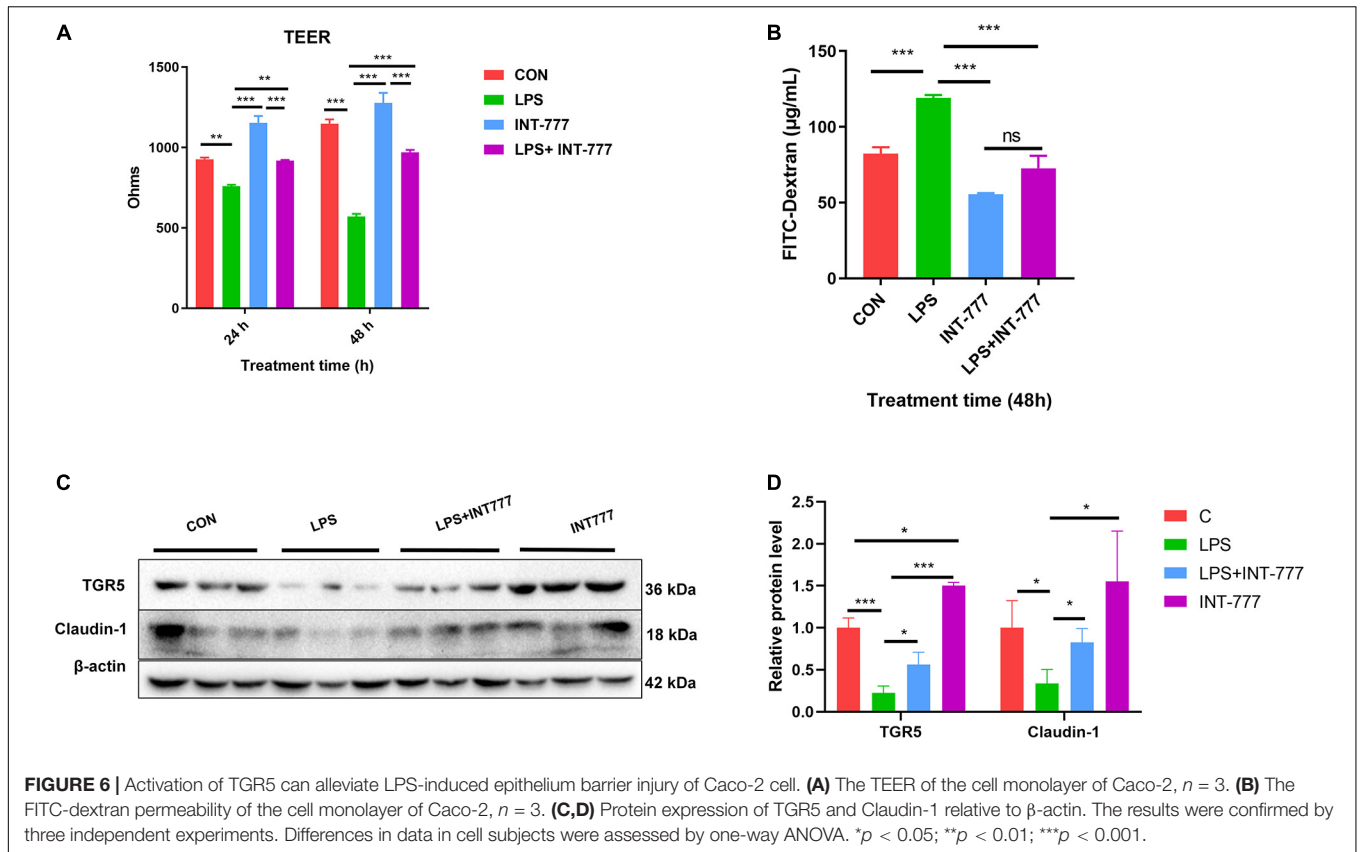 A
TEER
1500
1000
500
0
Ohms
**
***
***
**
***
***
***
***
24 h
48 h
Treatment time (h)
CON
LPS
INT-777
LPS+ INT-777
B
150
100
50
0
FITC-Dextran (μg/mL)
***
***
***
ns
CON
LPS
INT-777
LPS+INT-777
Treatment time (48h)
C
CON
LPS
LPS+INT777
INT777
TGR5
36 kDa
Claudin-1
18 kDa
β-actin
42 kDa
D
2.5
2.0
1.5
1.0
0.5
0.0
Relative protein level
*
***
***
*
*
*
*
TGR5
Claudin-1
C
LPS
LPS+INT-777
INT-777
FIGURE 6 | Activation of TGR5 can alleviate LPS-induced epithelium barrier injury of Caco-2 cell. (A) The TEER of the cell monolayer of Caco-2, n = 3. (B) The
FITC-dextran permeability of the cell monolayer of Caco-2, n = 3. (C,D) Protein expression of TGR5 and Claudin-1 relative to β-actin. The results were confirmed by
three independent experiments. Differences in data in cell subjects were assessed by one-way ANOVA. *p < 0.05; **p < 0.01; ***p < 0.001.